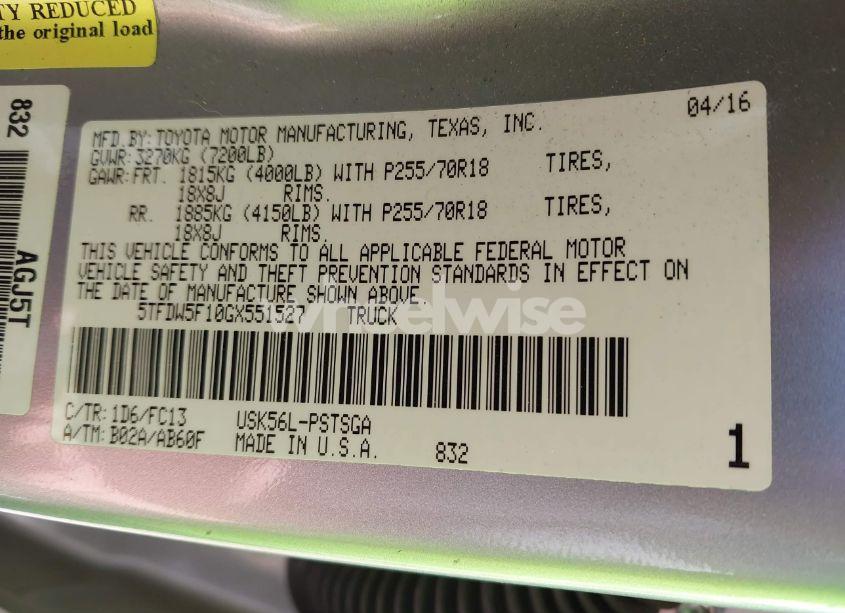 TY REDUCED
the original load
832
AGJ5T
04/16
MFD.BY:TOYOTA MOTOR MANUFACTURING, TEXAS, INC.
GVWR:3270KG (7200LB)
GAWR:FRT. 1815KG (4000LB) WITH P255/70R18 TIRES,
18X8J RIMS.
RR. 1885KG (4150LB) WITH P255/70R18 TIRES,
18X8J RIMS.
THIS VEHICLE CONFORMS TO ALL APPLICABLE FEDERAL MOTOR
VEHICLE SAFETY AND THEFT PREVENTION STANDARDS IN EFFECT ON
THE DATE OF MANUFACTURE SHOWN ABOVE.
5TFDW5F10GX551527 TRUCK
wheelwise
C/TR: 1D6/FC13 USK56L-PSTSGA
A/TM: B02A/AB60F MADE IN U.S.A. 832
1